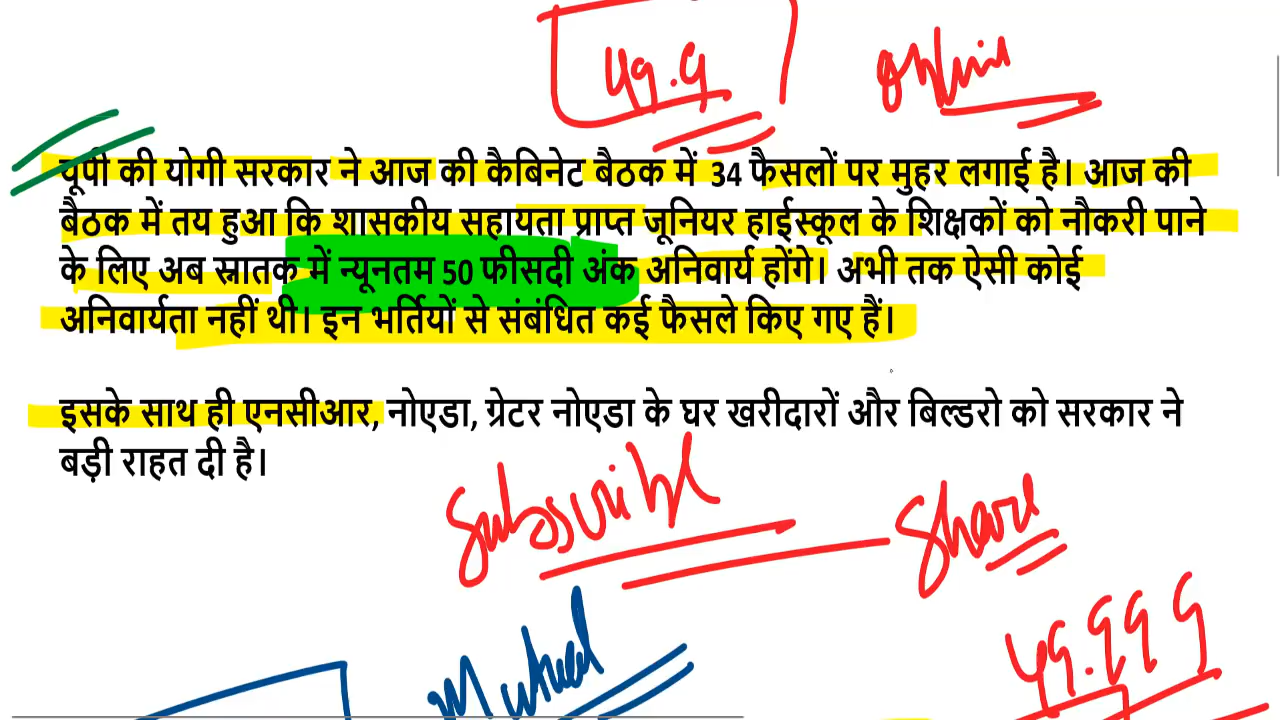 49.9
यूपी की योगी सरकार ने आज की कैबिनेट बैठक में 34 फैसलों पर मुहर लगाई है। आज की
बैठक में तय हुआ कि शासकीय सहायता प्राप्त जूनियर हाईस्कूल के शिक्षकों को नौकरी पाने
के लिए अब स्नातक में न्यूनतम 50 फीसदी अंक अनिवार्य होंगे। अभी तक ऐसी कोई
अनिवार्यता नहीं थी। इन भर्तियों से संबंधित कई फैसले किए गए हैं।
इसके साथ ही एनसीआर, नोएडा, ग्रेटर नोएडा के घर खरीदारों और बिल्डरो को सरकार ने
बड़ी राहत दी है।
Subscribe
Share
Mutual
49.999